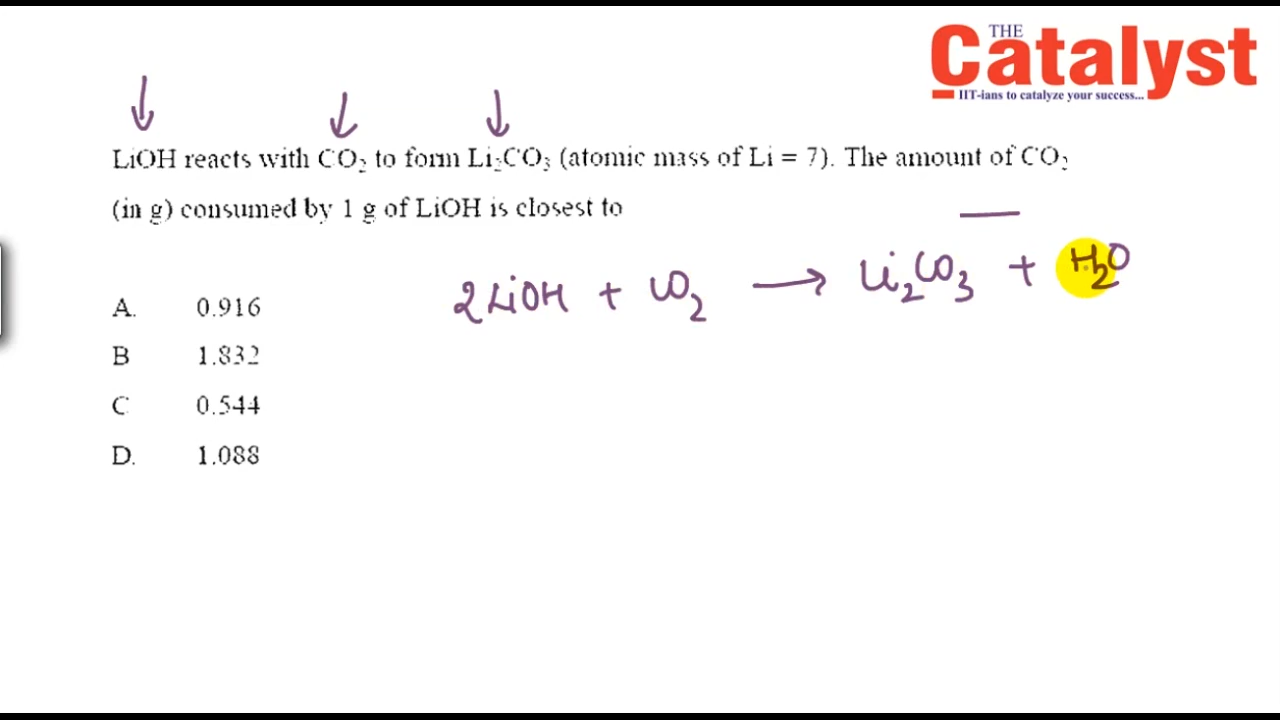 THE
Catalyst
IIT-ians to catalyze your success...
LiOH reacts with CO₂ to form Li₂CO₃ (atomic mass of Li = 7). The amount of CO₂
(in g) consumed by 1 g of LiOH is closest to
2LiOH + CO₂ → Li₂CO₃ + H₂O
A. 0.916
B 1.832
C 0.544
D. 1.088